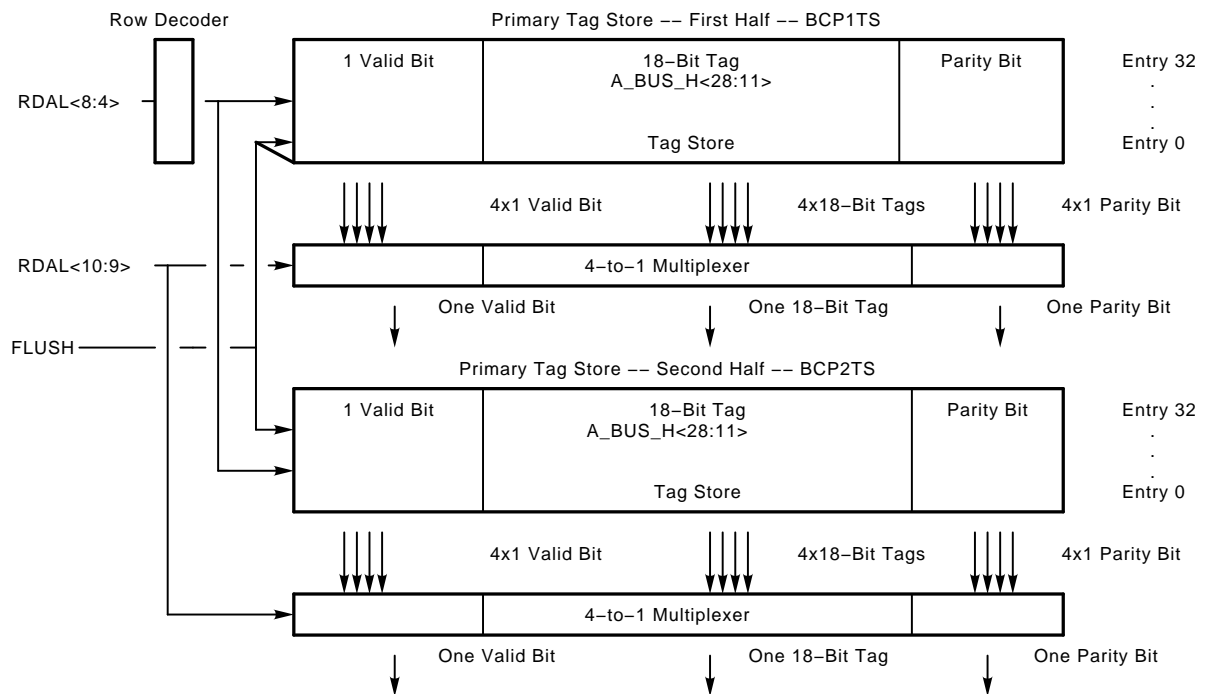 Row Decoder
Primary Tag Store −− First Half −− BCP1TS
1 Valid Bit
18−Bit Tag
A_BUS_H<28:11>
Parity Bit
Entry 32
.
.
.
RDAL<8:4>
Tag Store
Entry 0
4x1 Valid Bit
4x18−Bit Tags
4x1 Parity Bit
RDAL<10:9>
4−to−1 Multiplexer
One Valid Bit
One 18−Bit Tag
One Parity Bit
FLUSH
Primary Tag Store −− Second Half −− BCP2TS
1 Valid Bit
18−Bit Tag
A_BUS_H<28:11>
Parity Bit
Entry 32
.
.
.
Tag Store
Entry 0
4x1 Valid Bit
4x18−Bit Tags
4x1 Parity Bit
4−to−1 Multiplexer
One Valid Bit
One 18−Bit Tag
One Parity Bit